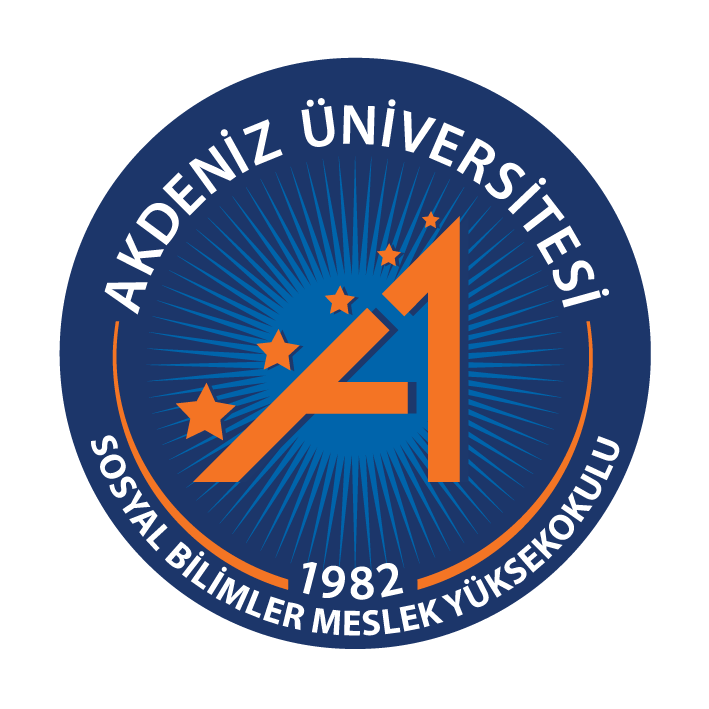 AKDENİZ ÜNİVERSİTESİ
1982
SOSYAL BİLİMLER MESLEK YÜKSEKOKULU